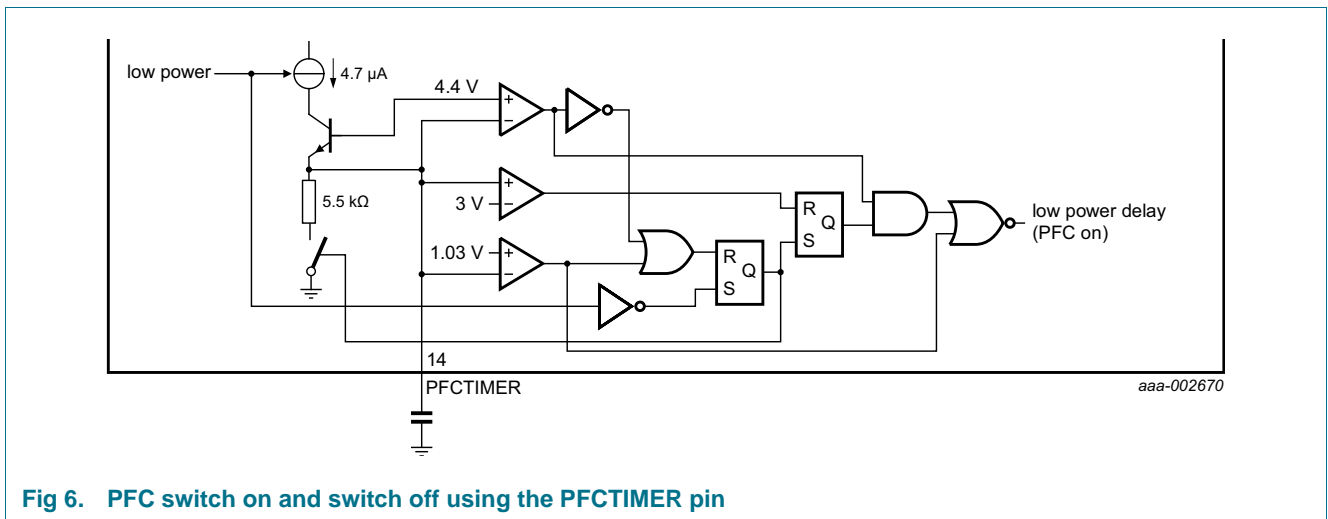 low power
4.7 μA
4.4 V
+
−
5.5 kΩ
+
3 V
−
1.03 V
+
−
R
Q
S
R
Q
S
low power delay
(PFC on)
14
PFCTIMER
aaa-002670
Fig 6. PFC switch on and switch off using the PFCTIMER pin